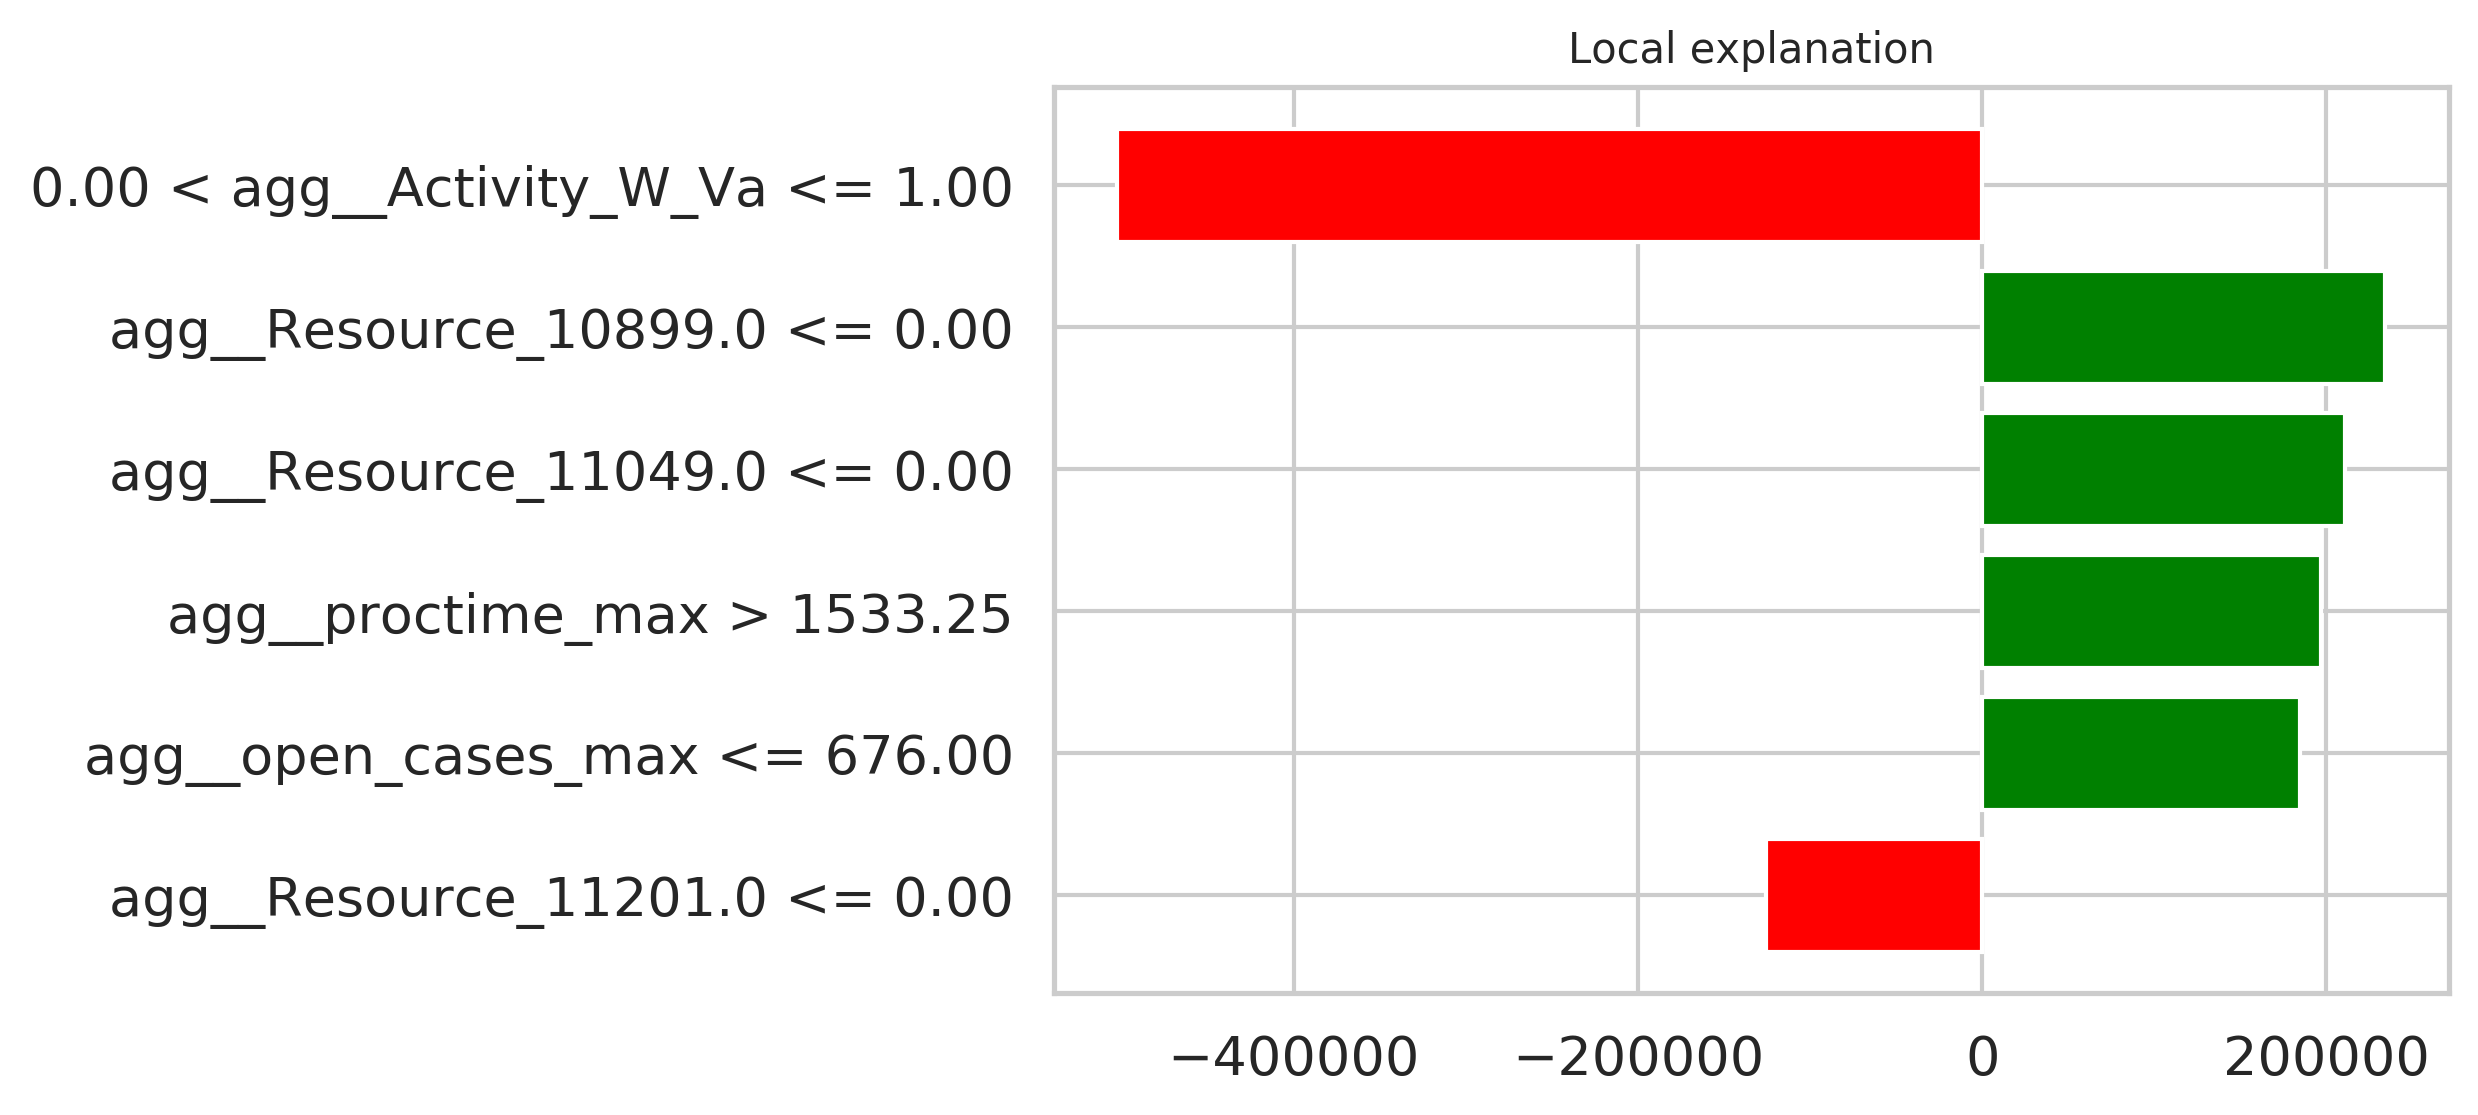 Local explanation
0.00 < agg__Activity_W_Va <= 1.00
agg__Resource_10899.0 <= 0.00
agg__Resource_11049.0 <= 0.00
agg__proctime_max > 1533.25
agg__open_cases_max <= 676.00
agg__Resource_11201.0 <= 0.00
−400000 −200000 0 200000